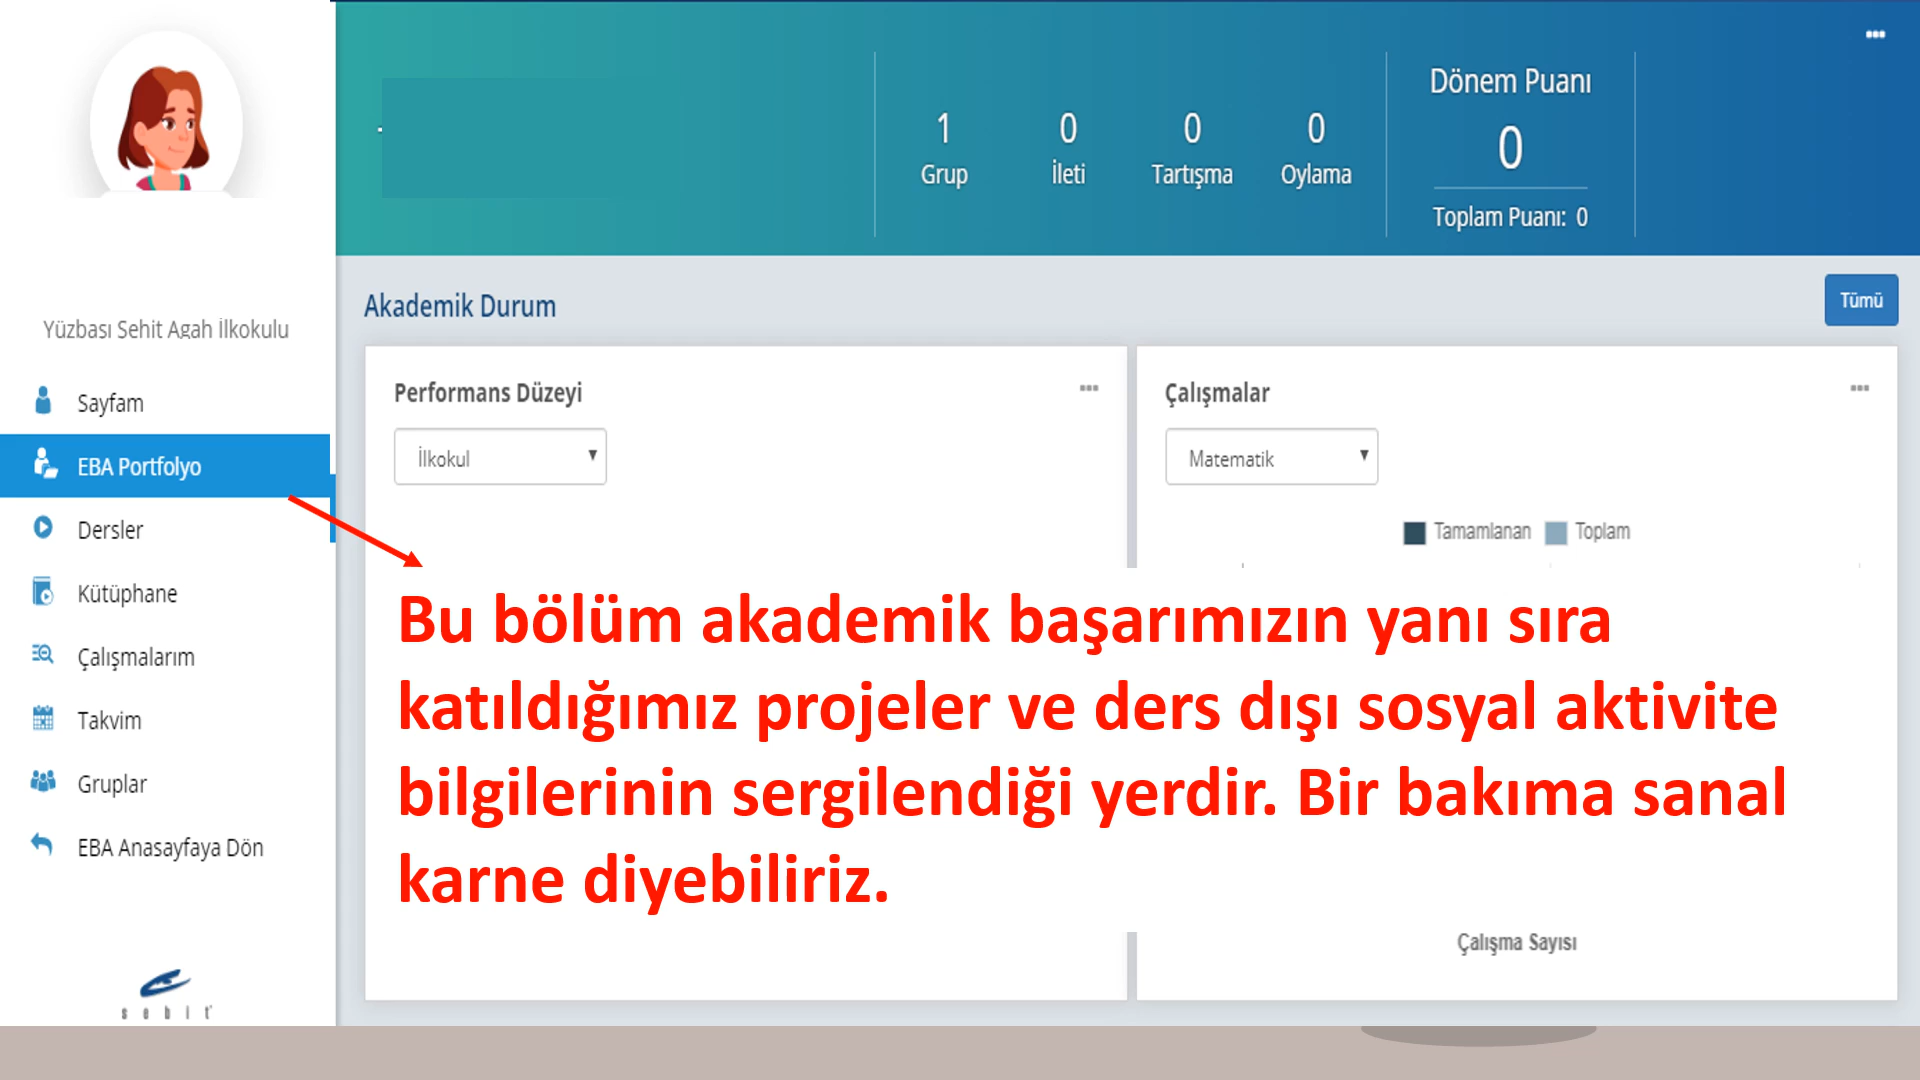 Dönem Puanı
1
0
0
0
0
Grup
İleti
Tartışma
Oylama
Toplam Puanı: 0
Akademik Durum
Tümü
Yüzbası Sehit Agah İlkokulu
Sayfam
EBA Portfolyo
Dersler
Kütüphane
Çalışmalarım
Takvim
Gruplar
EBA Anasayfaya Dön
sebit
Performans Düzeyi
İlkokul
Çalışmalar
Matematik
Tamamlanan
Toplam
Bu bölüm akademik başarımızın yanı sıra
katıldığımız projeler ve ders dışı sosyal aktivite
bilgilerinin sergilendiği yerdir. Bir bakıma sanal
karne diyebiliriz.
Çalışma Sayısı